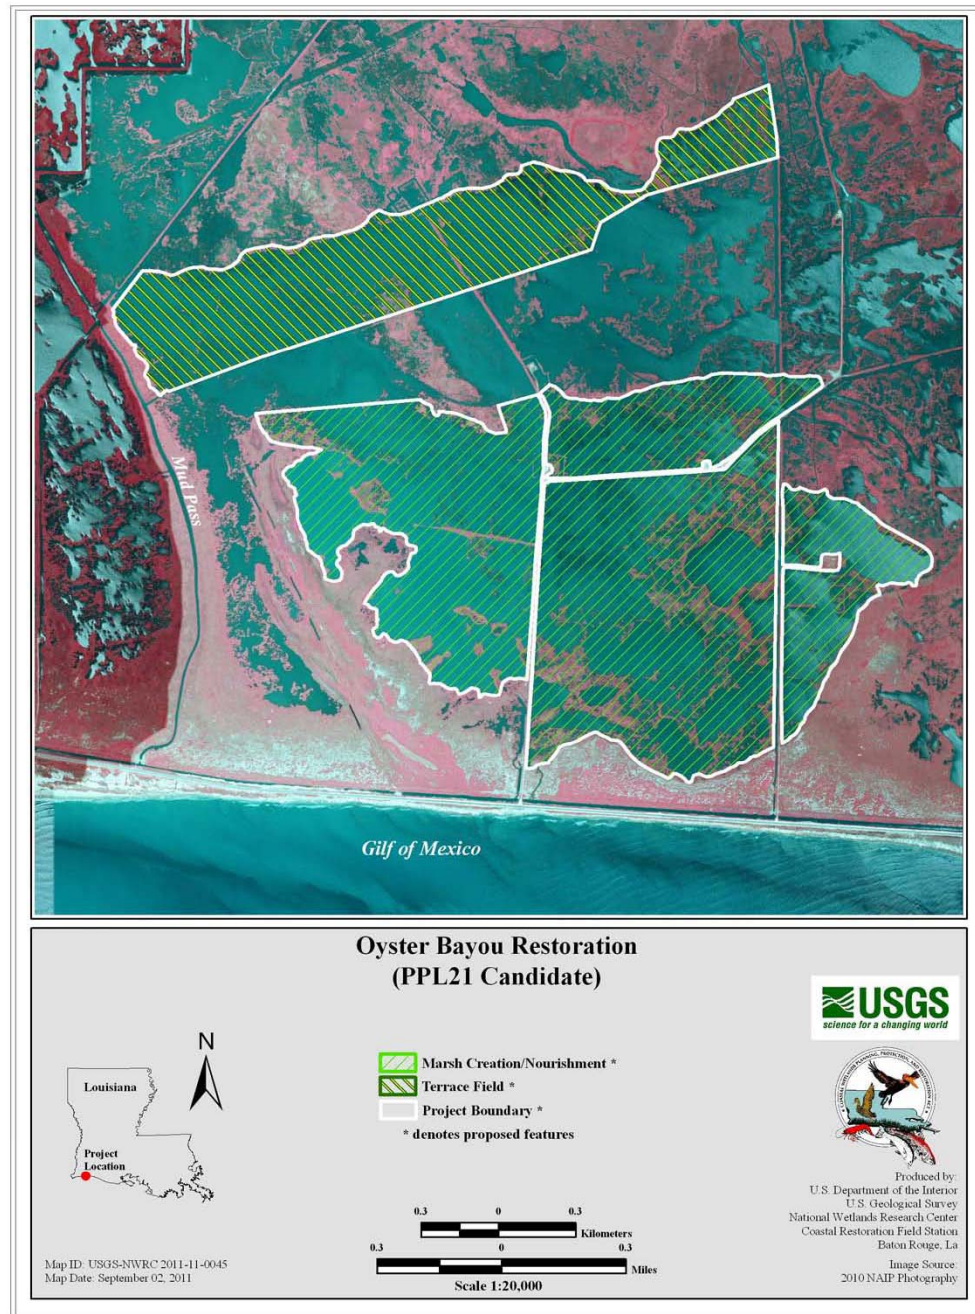 Mud Pass
Gilf of Mexico
Oyster Bayou Restoration
(PPL21 Candidate)
USGS
science for a changing world
N
Louisiana
Project
Location
Marsh Creation/Nourishment *
Terrace Field *
Project Boundary *
* denotes proposed features
0.3 0 0.3
Kilometers
0.3 0 0.3
Miles
Scale 1:20,000
Map ID: USGS-NWRC 2011-11-0045
Map Date: September 02, 2011
Produced by:
U.S. Department of the Interior
U.S. Geological Survey
National Wetlands Research Center
Coastal Restoration Field Station
Baton Rouge, La
Image Source:
2010 NAIP Photography